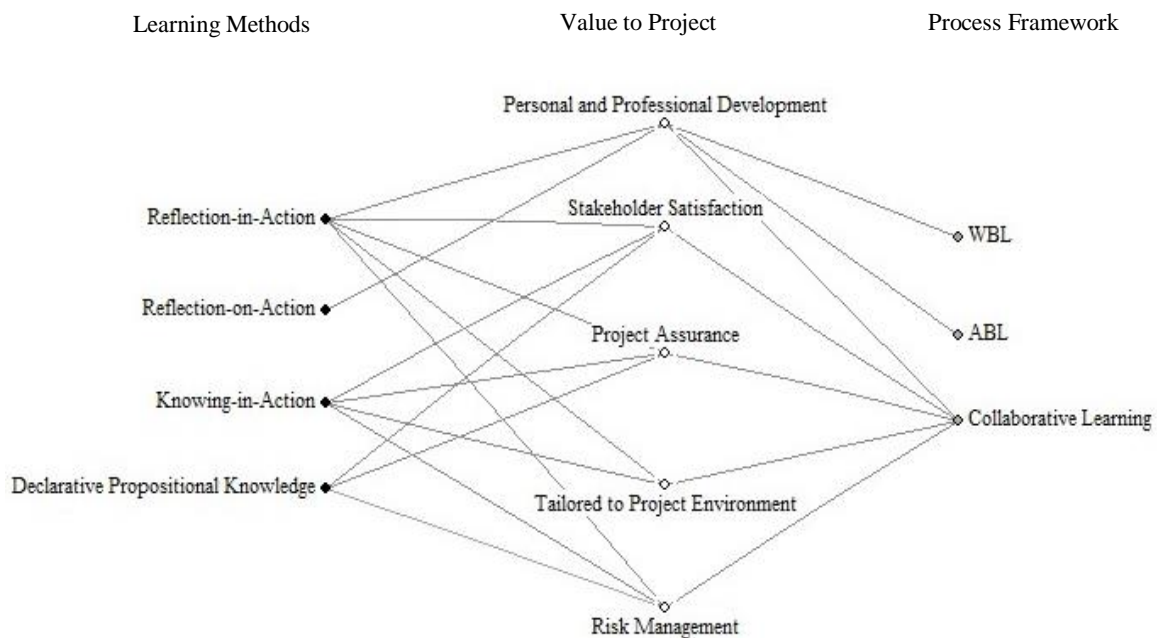 Learning Methods
Value to Project
Process Framework
Personal and Professional Development
Reflection-in-Action
Stakeholder Satisfaction
WBL
Reflection-on-Action
Project Assurance
ABL
Knowing-in-Action
Collaborative Learning
Declarative Propositional Knowledge
Tailored to Project Environment
Risk Management